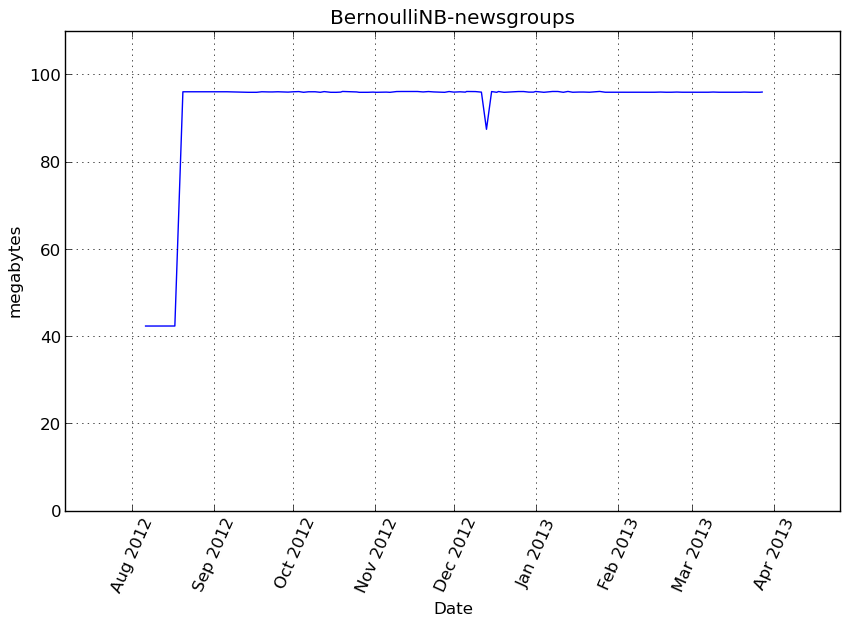 BernoulliNB-newsgroups
100
80
60
40
20
0
megabytes
Aug 2012
Sep 2012
Oct 2012
Nov 2012
Dec 2012
Jan 2013
Feb 2013
Mar 2013
Apr 2013
Date